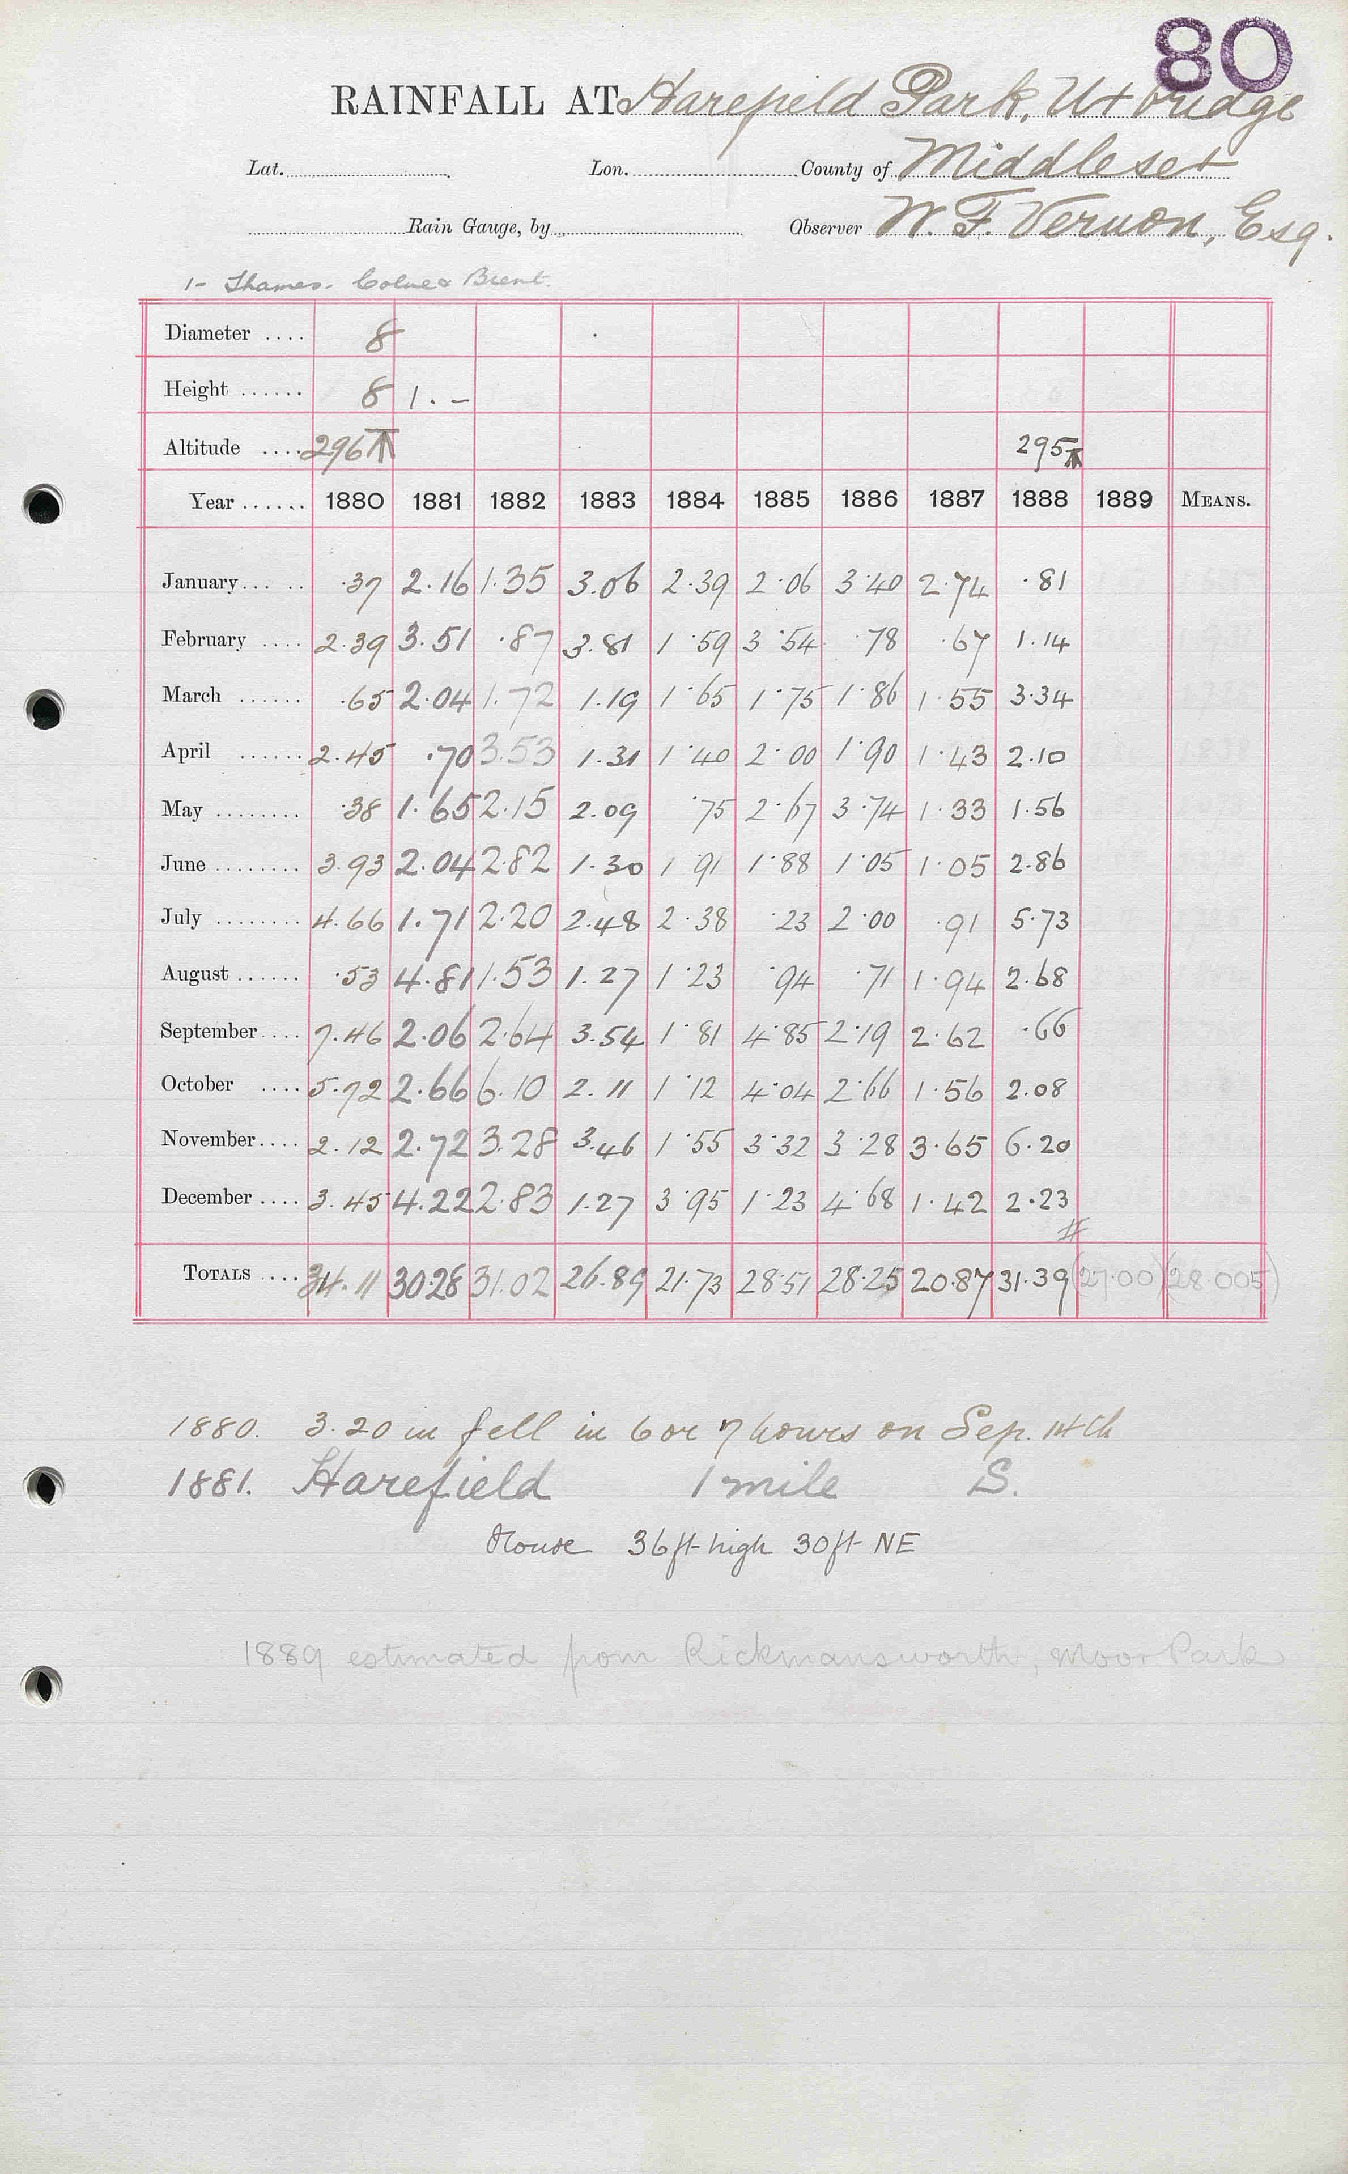 80
RAINFALL AT Harefield Park, Uxbridge
Lat. Lon. County of Middlesex
Rain Gauge, by Observer W. F. Vernon, Esq.
1- Thames. Colne & Brent.
Diameter .... 8
Height ...... 8 1. -
Altitude .... 296 295
Year ...... 1880 1881 1882 1883 1884 1885 1886 1887 1888 1889 MEANS.
January... .. .37 2.16 1.35 3.06 2.39 2.06 3.40 2.74 .81
February .... 2.39 3.51 .87 3.81 1.59 3.54 .78 .67 1.14
March ...... .65 2.04 1.72 1.19 1.65 1.75 1.86 1.55 3.34
April ...... 2.45 .70 3.53 1.31 1.40 2.00 1.90 1.43 2.10
May ........ .38 1.65 2.15 2.09 .75 2.67 3.74 1.33 1.56
June ........ 3.93 2.04 2.82 1.30 1 91 1.88 1.05 1.05 2.86
July ........ 4.66 1.71 2.20 2.48 2.38 .23 2.00 .91 5.73
August ...... .53 4.81 1.53 1.27 1.23 .94 .71 1.94 2.68
September .... 7.46 2.06 2.64 3.54 1.81 4.85 2.19 2.62 .66
October .... 5.72 2.66 6.10 2.11 1.12 4.04 2.66 1.56 2.08
November .... 2.12 2.72 3.28 3.46 1.55 3.32 3.28 3.65 6.20
December .... 3.45 4.22 2.83 1.27 3.95 1.23 4.68 1.42 2.23
TOTALS .... 34.11 30.28 31.02 26.89 21.73 28.51 28.25 20.87 31.39 (27.00) (28.005)
1880. 3.20 in fell in 6 or 7 hours on Sep. 14th
1881. Harefield 1 mile S.
House 36ft high 30ft NE
1889 estimated from Rickmansworth, Moor Park